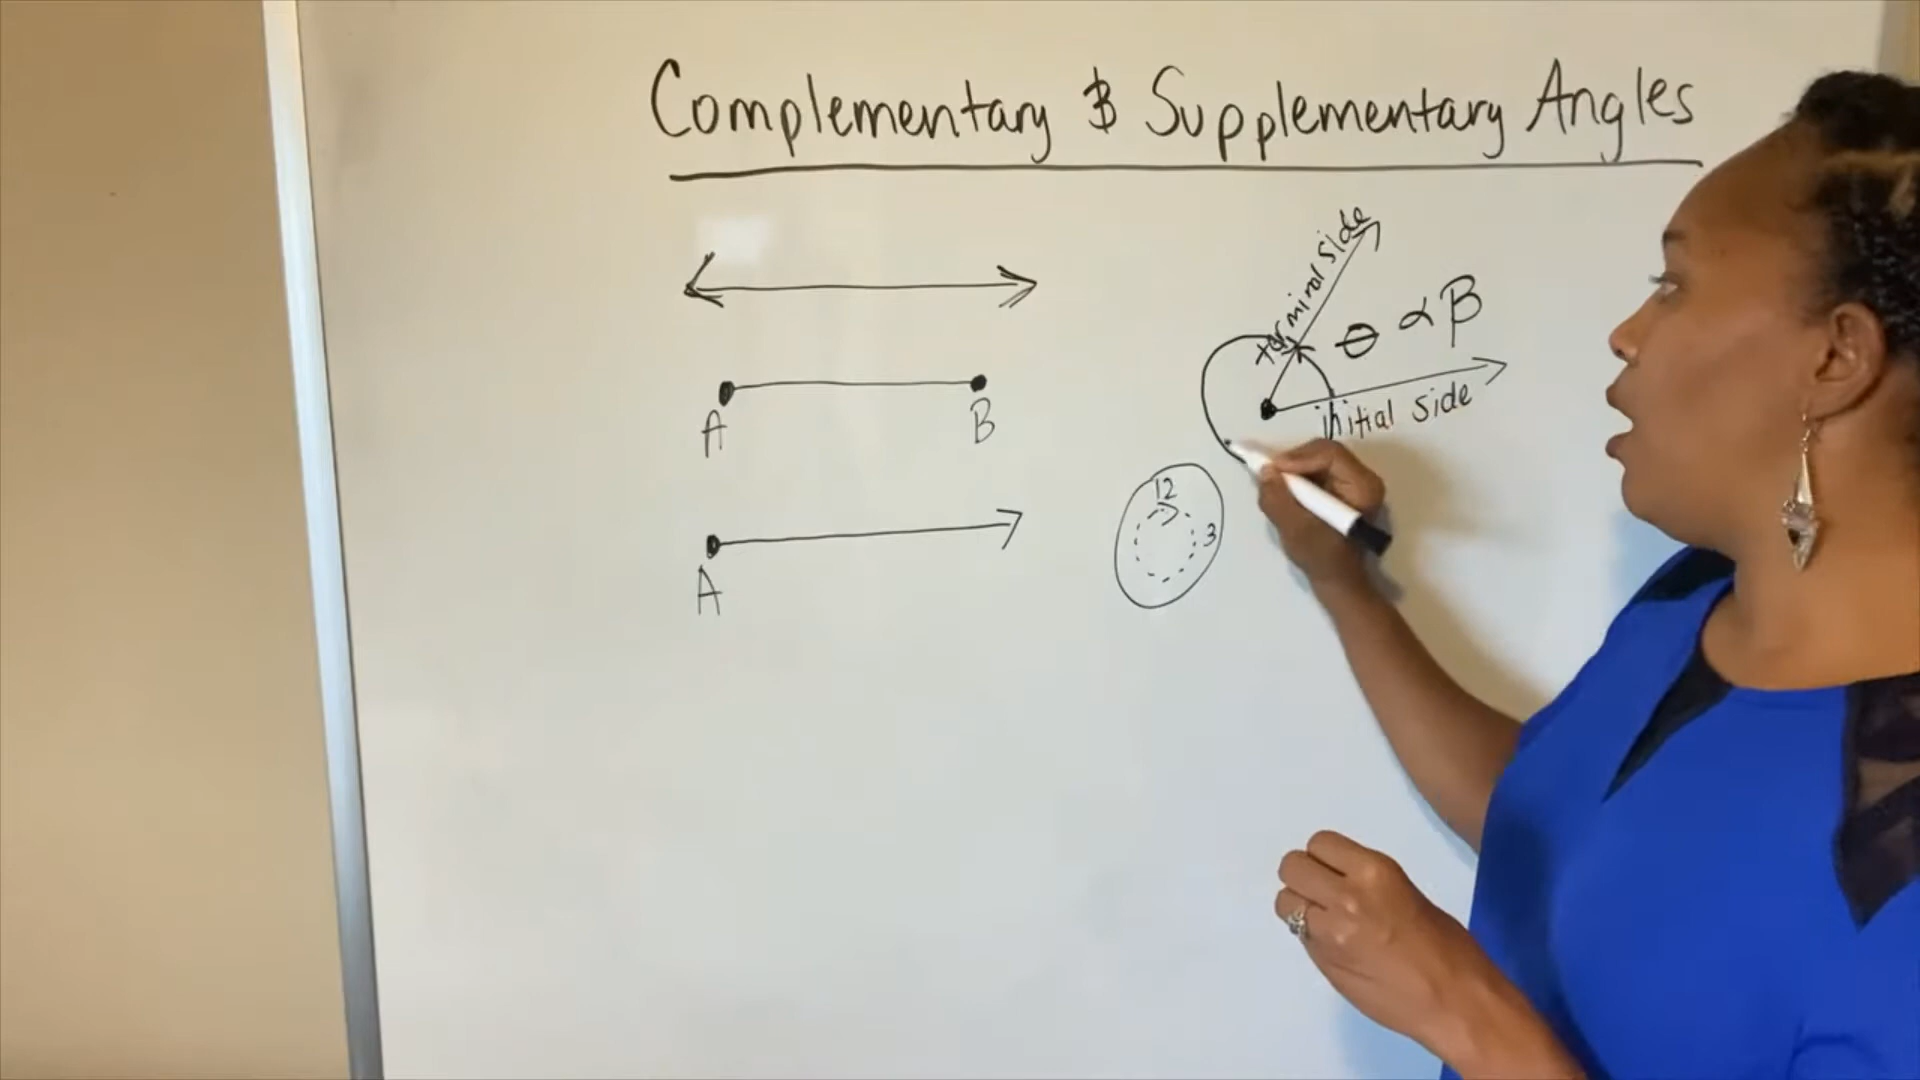 Complementary & Supplementary Angles
terminal side
θ α β
initial side
A B
12
3
A